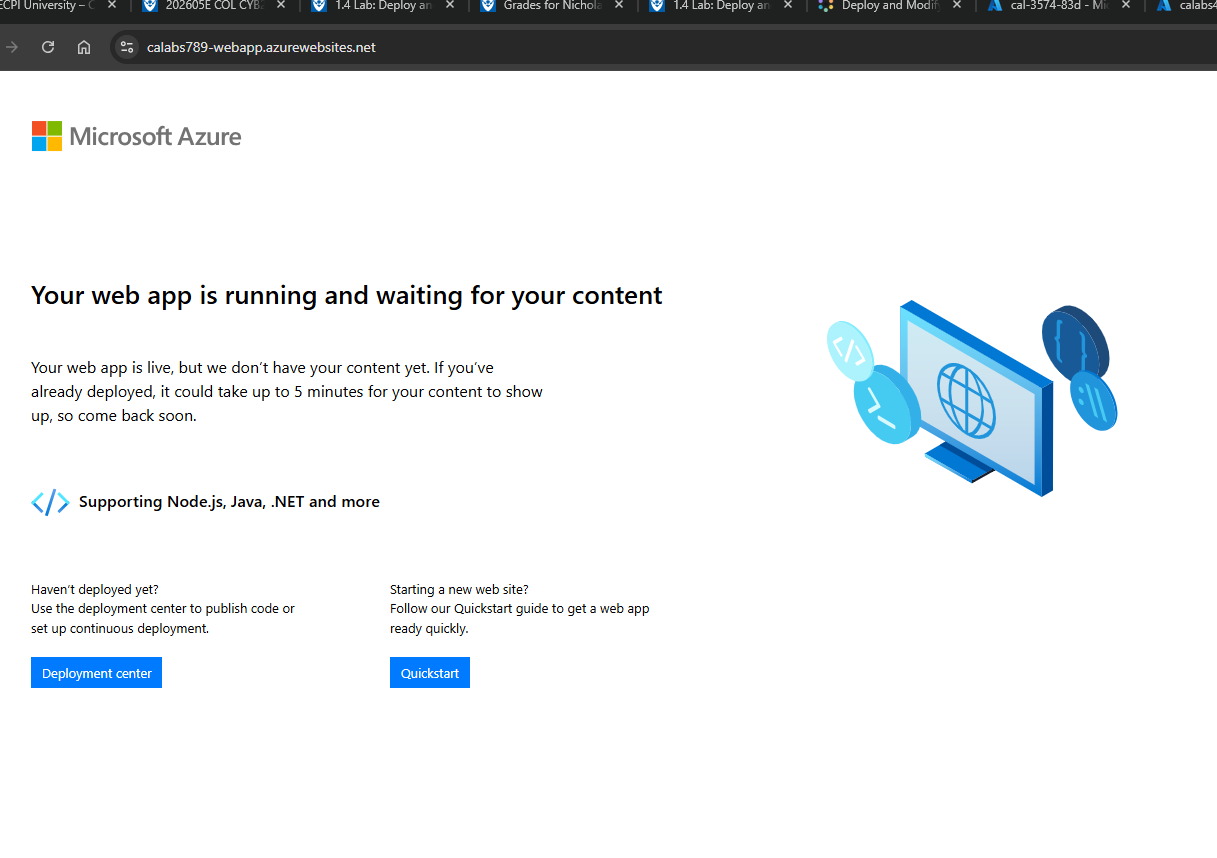 ECPI University – C
202605E COL CYB
1.4 Lab: Deploy an
Grades for Nichola
1.4 Lab: Deploy an
Deploy and Modif
cal-3574-83d - Mic
calabs4
calabs789-webapp.azurewebsites.net
Microsoft Azure
Your web app is running and waiting for your content
Your web app is live, but we don’t have your content yet. If you’ve
already deployed, it could take up to 5 minutes for your content to show
up, so come back soon.
Supporting Node.js, Java, .NET and more
Haven’t deployed yet?
Use the deployment center to publish code or
set up continuous deployment.
Deployment center
Starting a new web site?
Follow our Quickstart guide to get a web app
ready quickly.
Quickstart